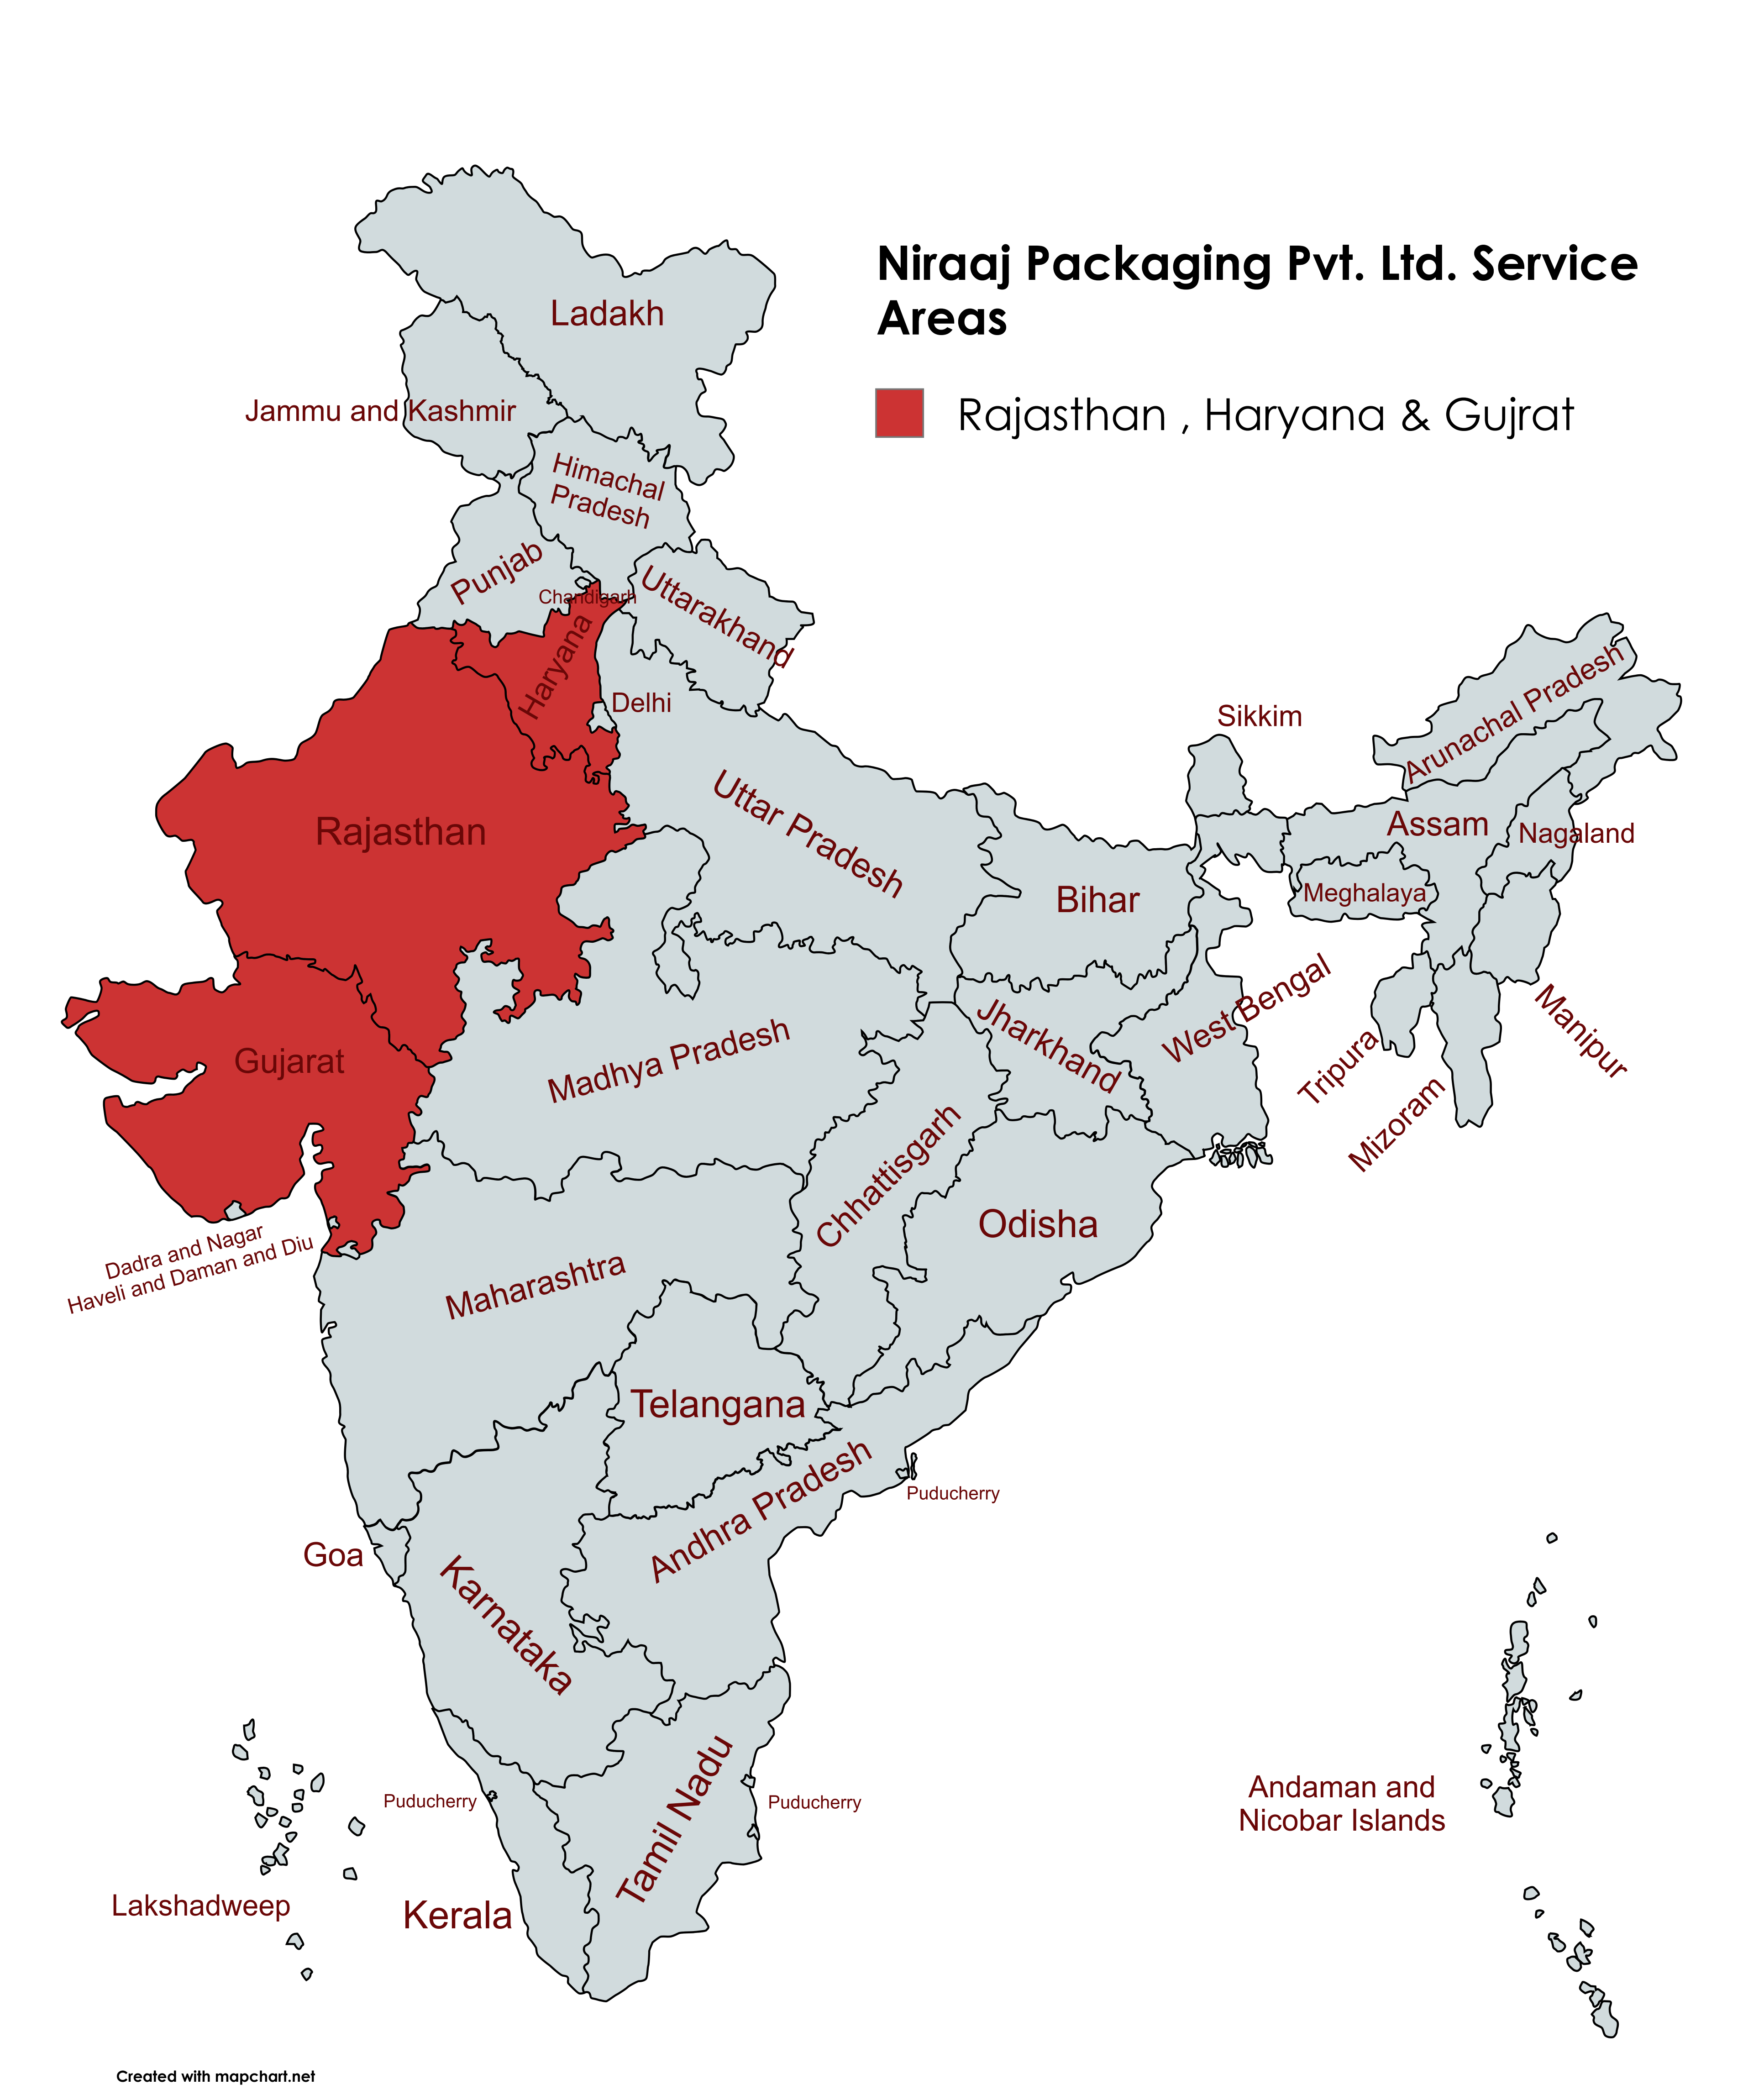 Niraaj Packaging Pvt. Ltd. Service
Areas
Rajasthan , Haryana & Gujrat
Ladakh
Jammu and Kashmir
Himachal
Pradesh
Punjab
Chandigarh
Uttarakhand
Haryana
Delhi
Arunachal Pradesh
Sikkim
Rajasthan
Uttar Pradesh
Assam
Nagaland
Bihar
Meghalaya
Gujarat
Madhya Pradesh
Jharkhand
West Bengal
Tripura
Manipur
Mizoram
Chhattisgarh
Odisha
Dadra and Nagar
Haveli and Daman and Diu
Maharashtra
Telangana
Andhra Pradesh
Puducherry
Goa
Karnataka
Andaman and
Nicobar Islands
Puducherry
Puducherry
Tamil Nadu
Lakshadweep
Kerala
Created with mapchart.net